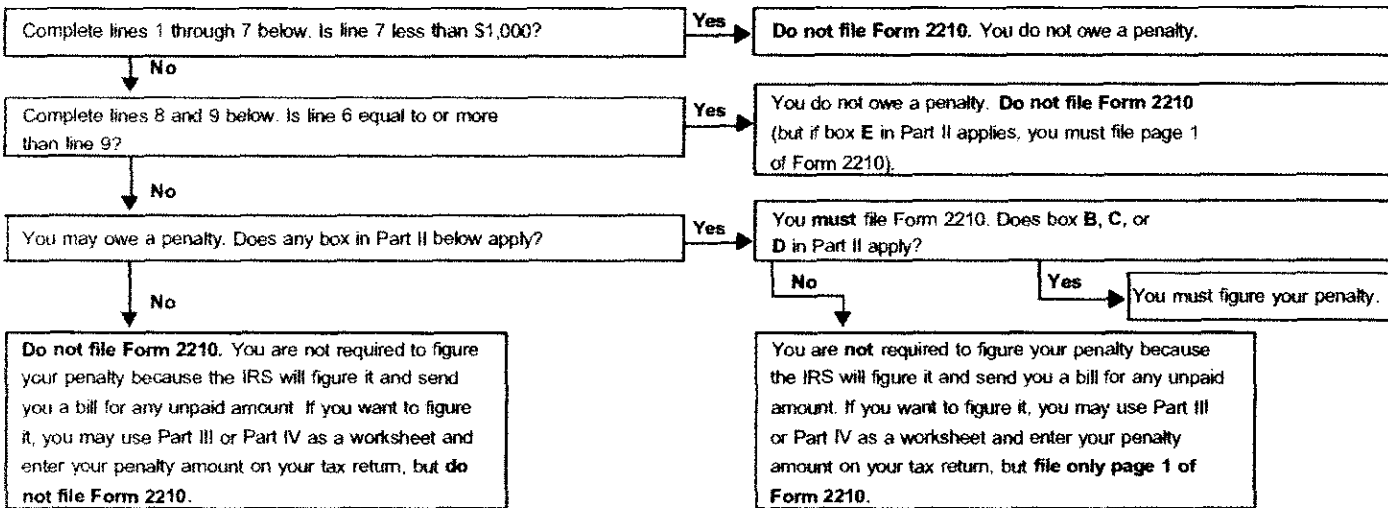 Complete lines 1 through 7 below. Is line 7 less than $1,000?
Yes
Do not file Form 2210. You do not owe a penalty.
No
Complete lines 8 and 9 below. Is line 6 equal to or more
than line 9?
Yes
You do not owe a penalty. Do not file Form 2210
(but if box E in Part II applies, you must file page 1
of Form 2210).
No
You may owe a penalty. Does any box in Part II below apply?
Yes
You must file Form 2210. Does box B, C, or
D in Part II apply?
No
Yes
You must figure your penalty.
No
Do not file Form 2210. You are not required to figure
your penalty because the IRS will figure it and send
you a bill for any unpaid amount If you want to figure
it, you may use Part III or Part IV as a worksheet and
enter your penalty amount on your tax return, but do
not file Form 2210.
You are not required to figure your penalty because
the IRS will figure it and send you a bill for any unpaid
amount. If you want to figure it, you may use Part III
or Part IV as a worksheet and enter your penalty
amount on your tax return, but file only page 1 of
Form 2210.